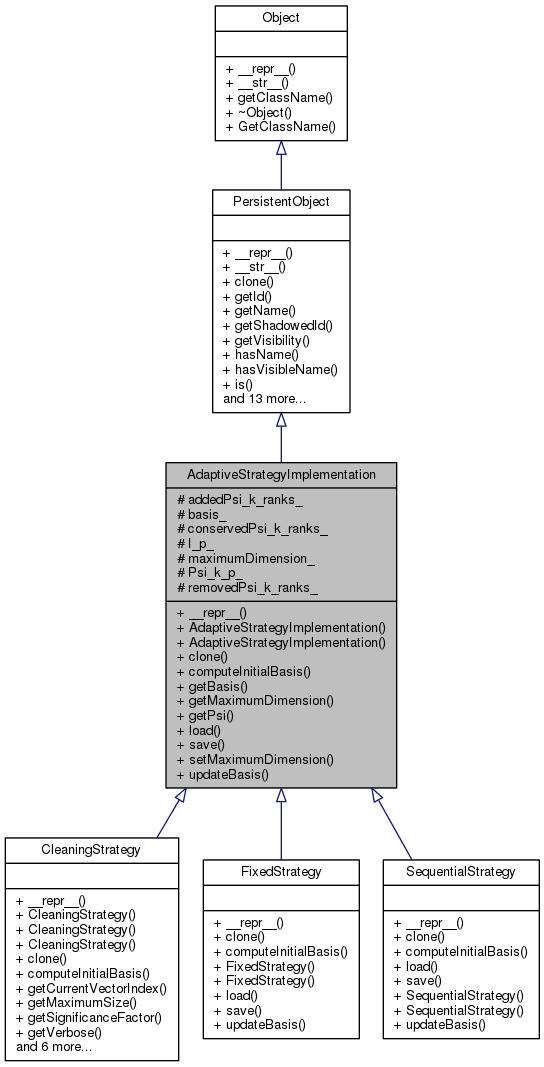 Object
+ __repr__()
+ __str__()
+ getClassName()
+ ~Object()
+ GetClassName()
PersistentObject
+ __repr__()
+ __str__()
+ clone()
+ getId()
+ getName()
+ getShadowedId()
+ getVisibility()
+ hasName()
+ hasVisibleName()
+ is()
and 13 more...
AdaptiveStrategyImplementation
# addedPsi_k_ranks_
# basis_
# conservedPsi_k_ranks_
# I_p_
# maximumDimension_
# Psi_k_p_
# removedPsi_k_ranks_
+ __repr__()
+ AdaptiveStrategyImplementation()
+ AdaptiveStrategyImplementation()
+ clone()
+ computeInitialBasis()
+ getBasis()
+ getMaximumDimension()
+ getPsi()
+ load()
+ save()
+ setMaximumDimension()
+ updateBasis()
CleaningStrategy
+ __repr__()
+ CleaningStrategy()
+ CleaningStrategy()
+ CleaningStrategy()
+ clone()
+ computeInitialBasis()
+ getCurrentVectorIndex()
+ getMaximumSize()
+ getSignificanceFactor()
+ getVerbose()
and 6 more...
FixedStrategy
+ __repr__()
+ clone()
+ computeInitialBasis()
+ FixedStrategy()
+ FixedStrategy()
+ load()
+ save()
+ updateBasis()
SequentialStrategy
+ __repr__()
+ clone()
+ computeInitialBasis()
+ load()
+ save()
+ SequentialStrategy()
+ SequentialStrategy()
+ updateBasis()